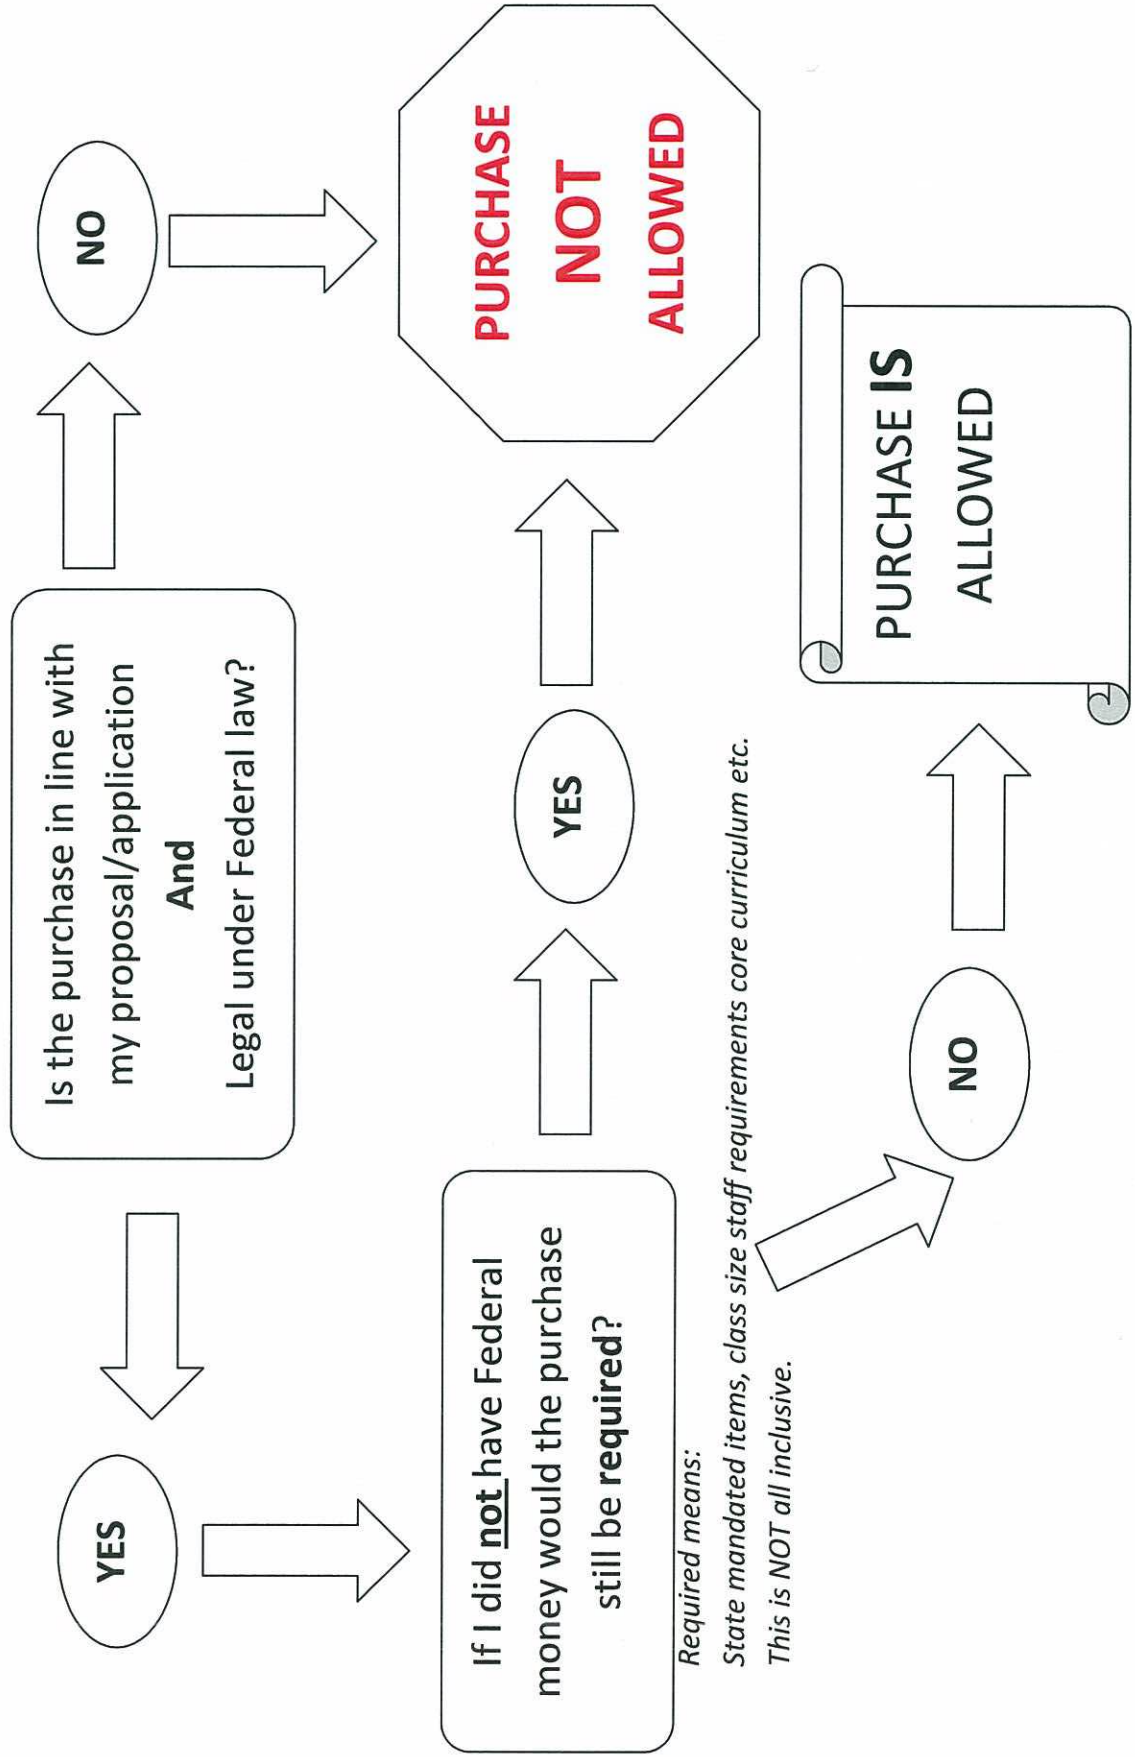 Is the purchase in line with
my proposal/application
And
Legal under Federal law?
NO
YES
If I did not have Federal
money would the purchase
still be required?
YES
PURCHASE
NOT
ALLOWED
Required means:
State mandated items, class size staff requirements core curriculum etc.
This is NOT all inclusive.
NO
PURCHASE IS
ALLOWED